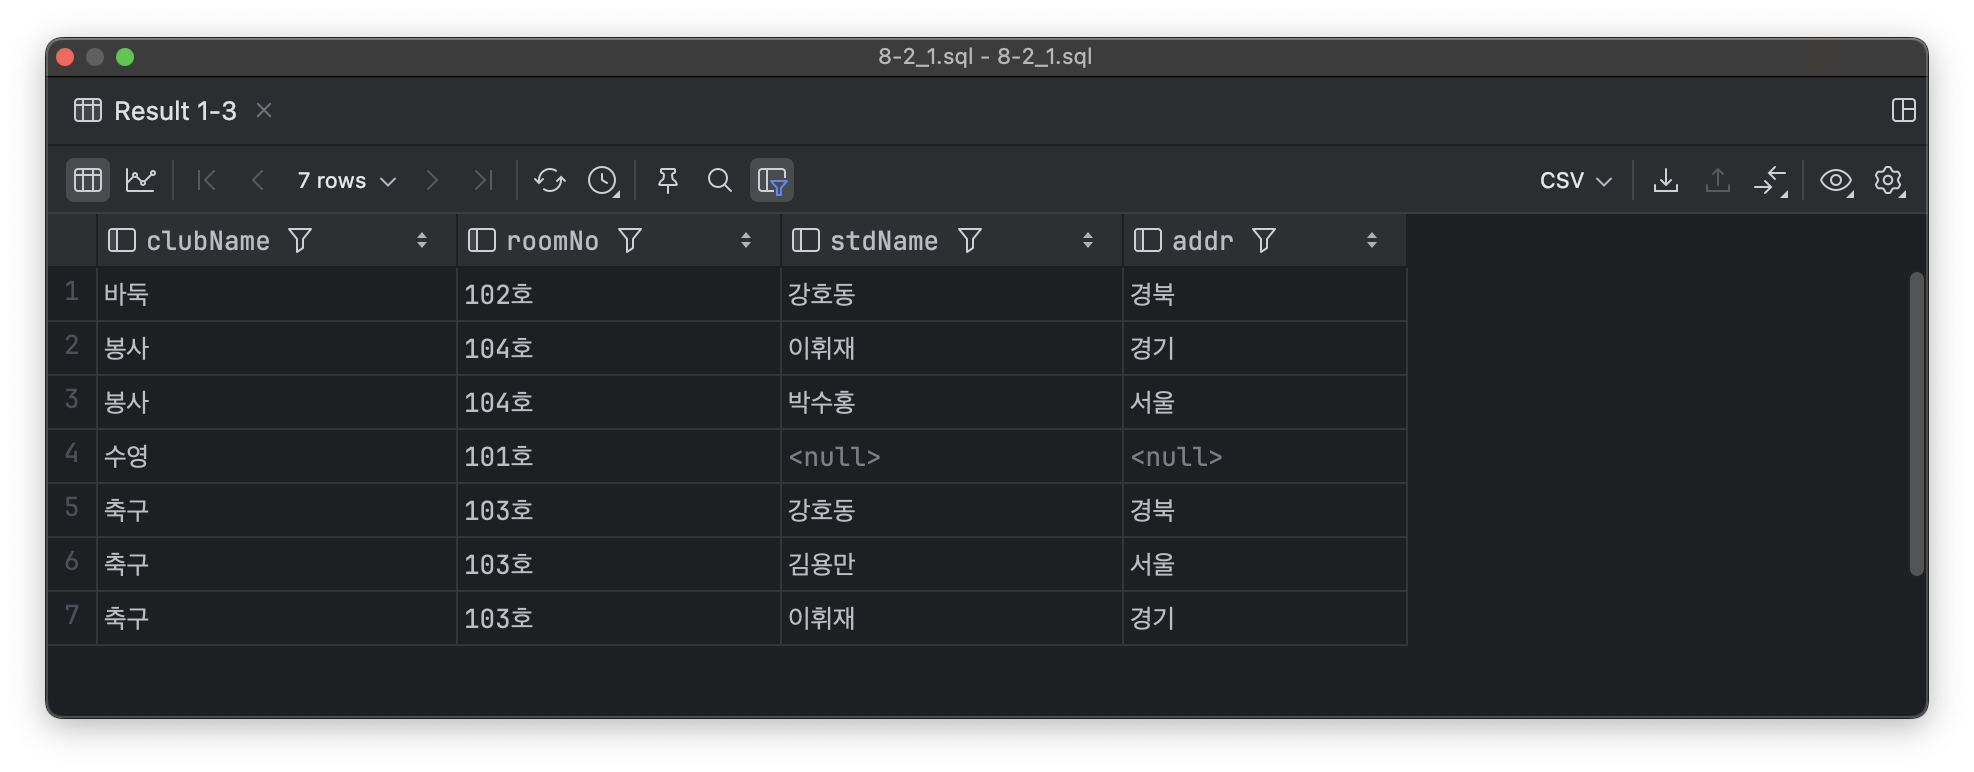 8-2_1.sql - 8-2_1.sql
Result 1-3
7 rows CSV
clubName roomNo stdName addr
1 바둑 102호 강호동 경북
2 봉사 104호 이휘재 경기
3 봉사 104호 박수홍 서울
4 수영 101호 <null> <null>
5 축구 103호 강호동 경북
6 축구 103호 김용만 서울
7 축구 103호 이휘재 경기